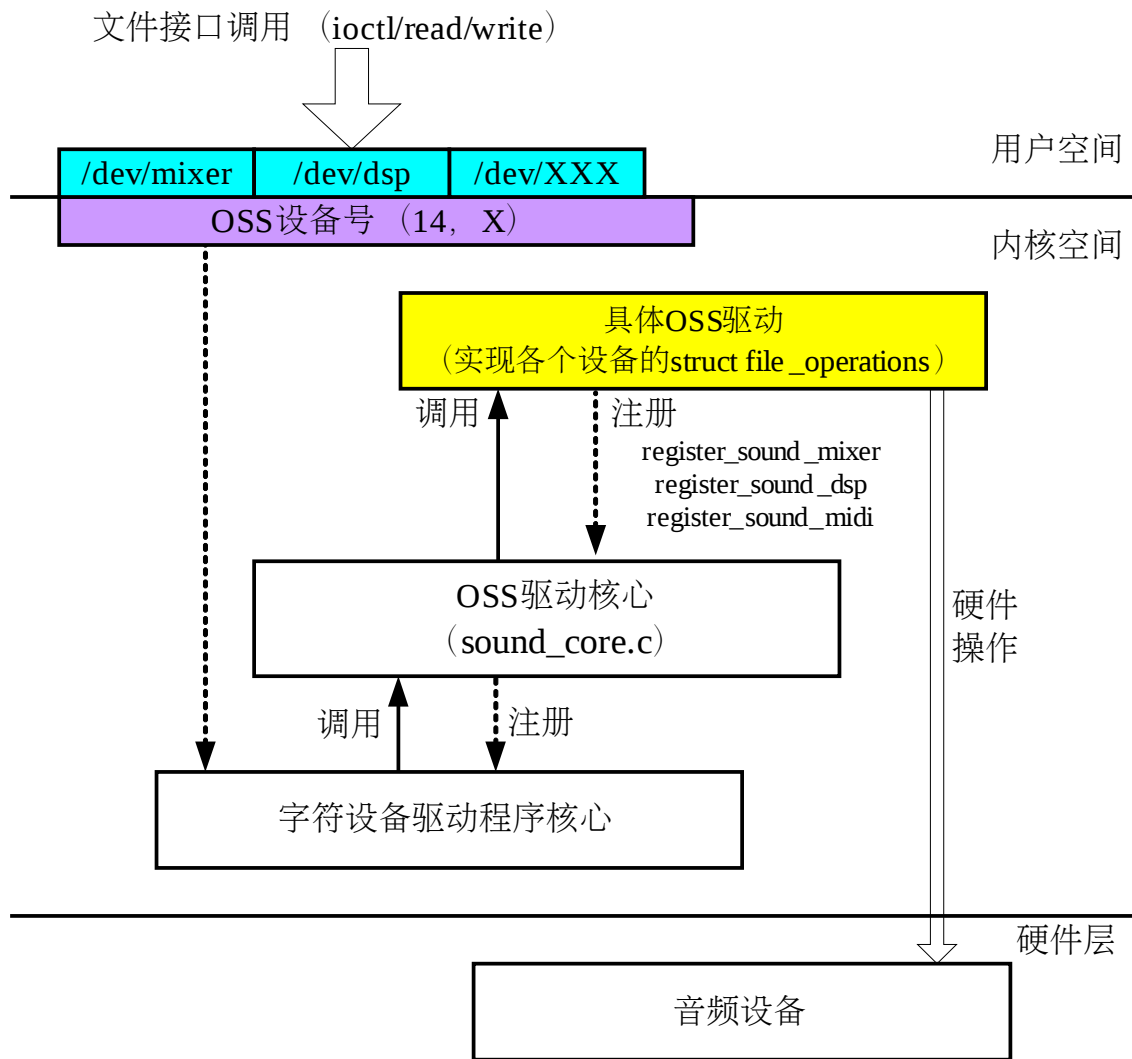 文件接口调用（ioctl/read/write）
用户空间
/dev/mixer
/dev/dsp
/dev/XXX
OSS设备号（14，X）
内核空间
具体OSS驱动
（实现各个设备的struct file_operations）
调用
注册
register_sound_mixer
register_sound_dsp
register_sound_midi
OSS驱动核心
（sound_core.c）
硬件
操作
调用
注册
字符设备驱动程序核心
硬件层
音频设备